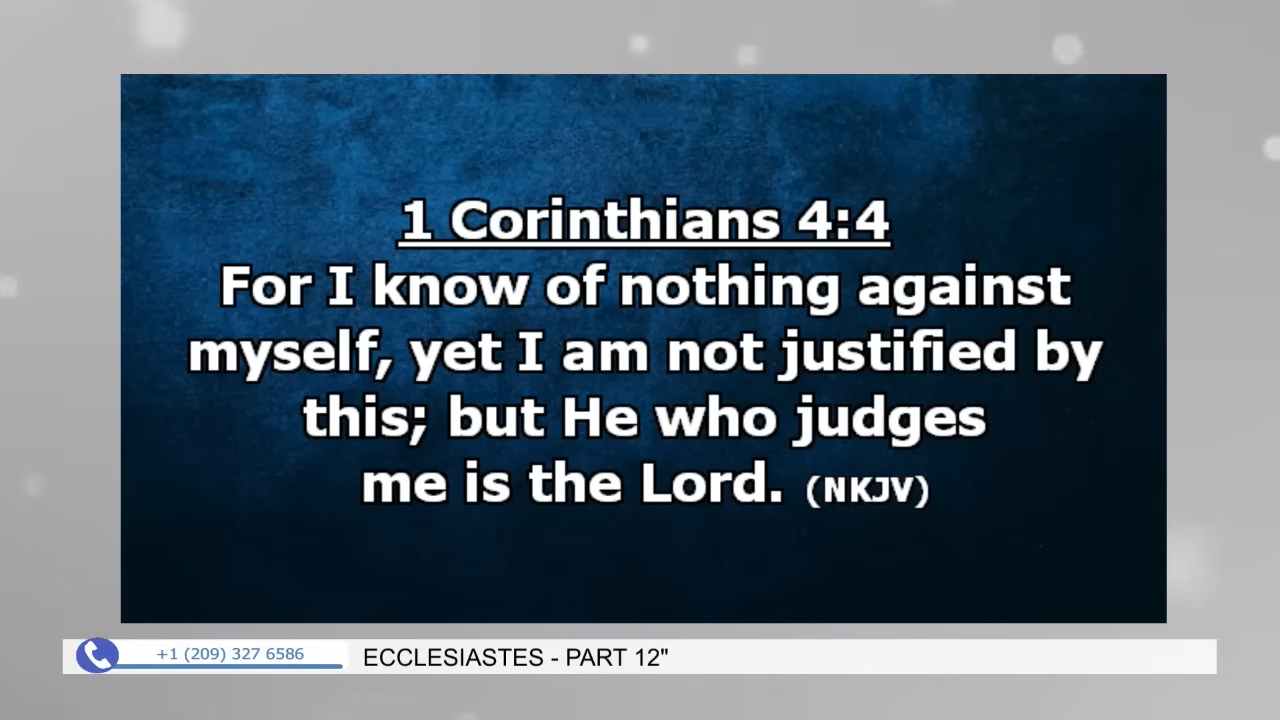 1 Corinthians 4:4
For I know of nothing against
myself, yet I am not justified by
this; but He who judges
me is the Lord. (NKJV)
+1 (209) 327 6586
ECCLESIASTES - PART 12"